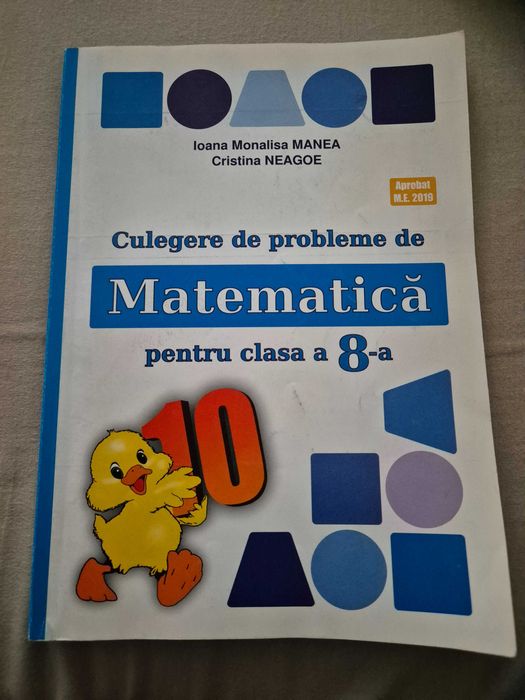 Ioana Monalisa MANEA
Cristina NEAGOE
Aprobat
M.E. 2019
Culegere de probleme de
Matematică
pentru clasa a 8-a
10